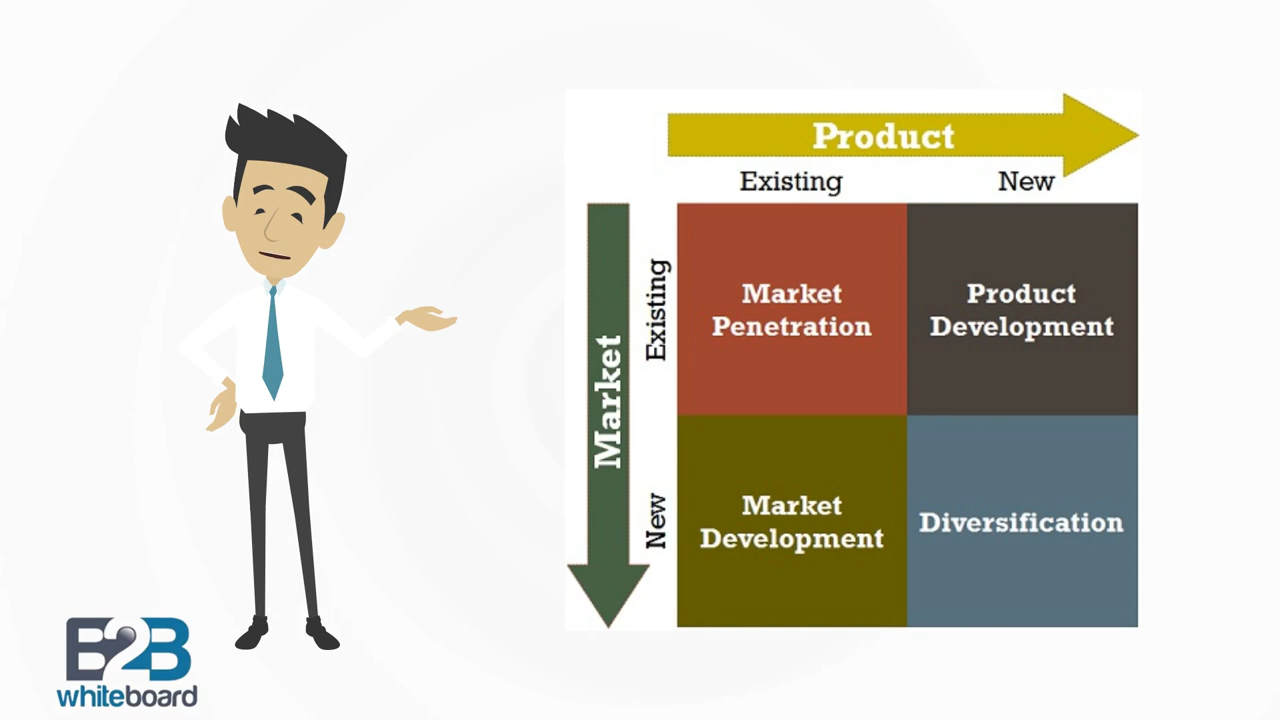 Product
Existing
New
Market
Existing
New
Market
Penetration
Product
Development
Market
Development
Diversification
B2B
whiteboard